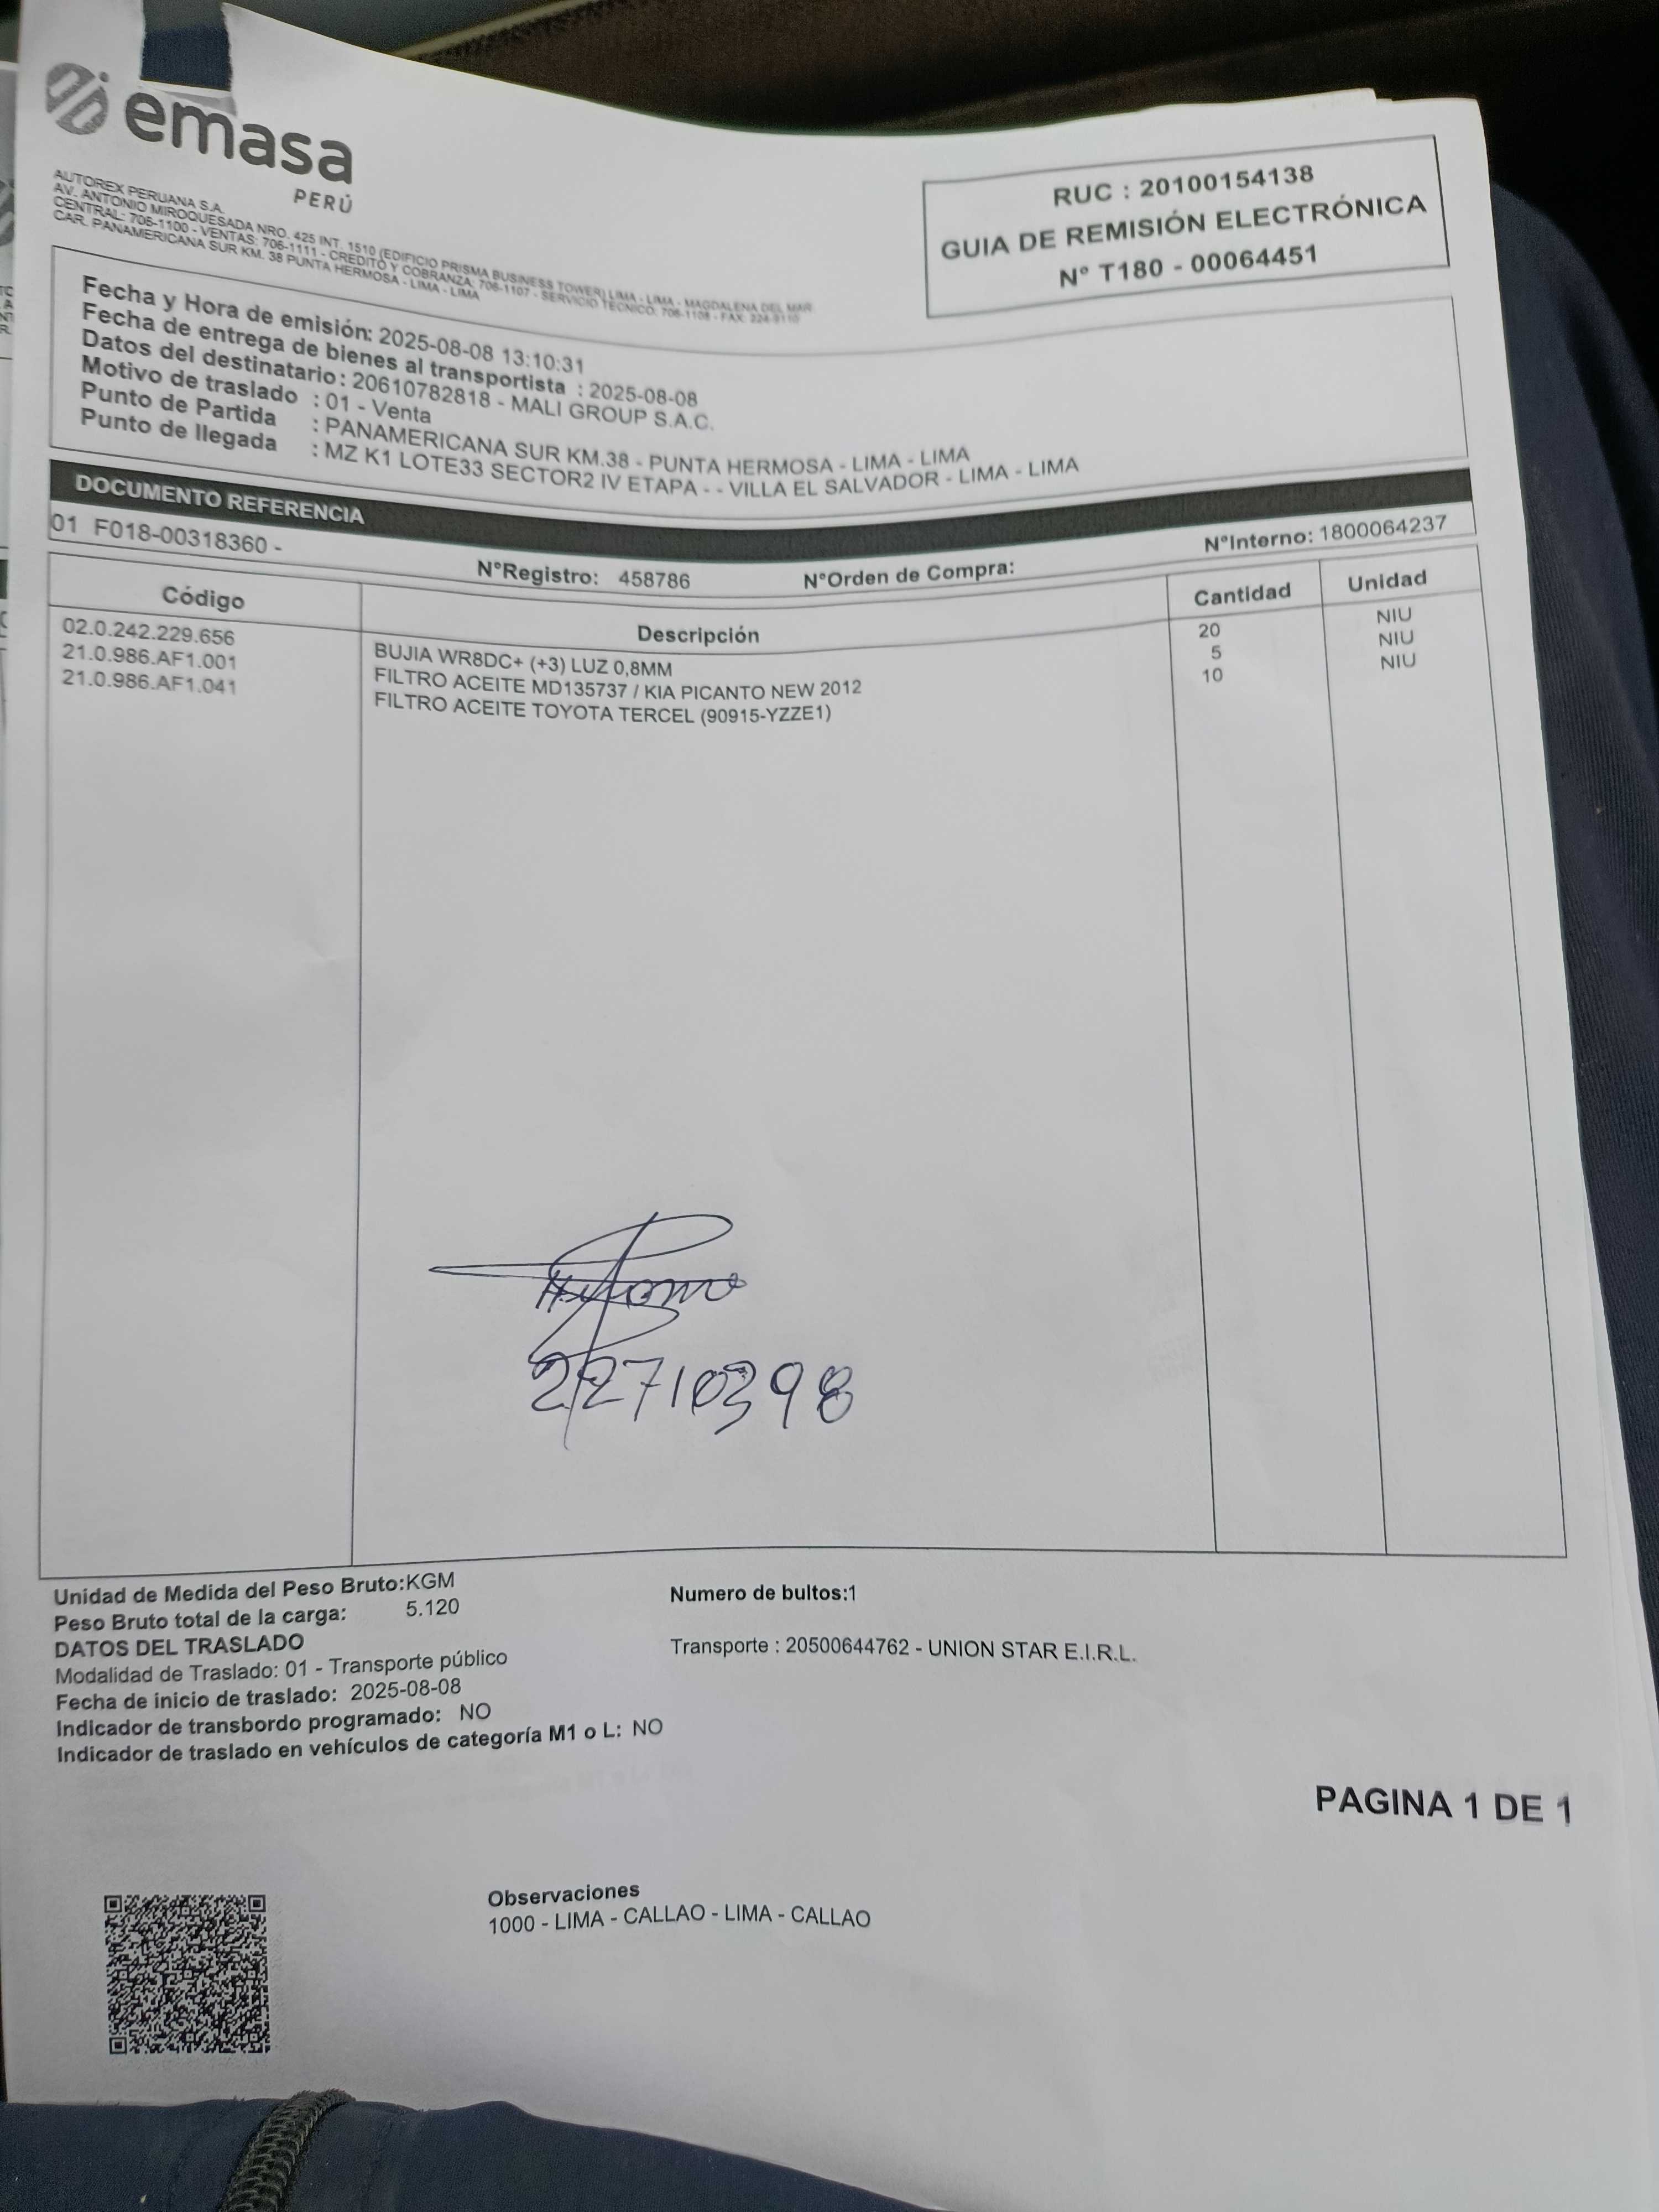 emasa
PERÚ
AUTOREX PERUANA S.A.
AV. ANTONIO MIROQUESADA NRO. 425 INT. 1510 (EDIFICIO PRISMA BUSINESS TOWER) LIMA - LIMA - MAGDALENA DEL MAR
CENTRAL: 706-1100 - VENTAS: 706-1111 - CREDITO Y COBRANZA: 706-1107 - SERVICIO TECNICO: 706-1108 - FAX: 224-9110
CAR. PANAMERICANA SUR KM. 38 PUNTA HERMOSA - LIMA - LIMA
RUC : 20100154138
GUIA DE REMISIÓN ELECTRÓNICA
N° T180 - 00064451
Fecha y Hora de emisión: 2025-08-08 13:10:31
Fecha de entrega de bienes al transportista : 2025-08-08
Datos del destinatario : 20610782818 - MALI GROUP S.A.C.
Motivo de traslado : 01 - Venta
Punto de Partida : PANAMERICANA SUR KM.38 - PUNTA HERMOSA - LIMA - LIMA
Punto de llegada : MZ K1 LOTE33 SECTOR2 IV ETAPA - - VILLA EL SALVADOR - LIMA - LIMA
DOCUMENTO REFERENCIA
01 F018-00318360 -
N°Registro: 458786 N°Orden de Compra: N°Interno: 1800064237
Código Descripción Cantidad Unidad
02.0.242.229.656 BUJIA WR8DC+ (+3) LUZ 0,8MM 20 NIU
21.0.986.AF1.001 FILTRO ACEITE MD135737 / KIA PICANTO NEW 2012 5 NIU
21.0.986.AF1.041 FILTRO ACEITE TOYOTA TERCEL (90915-YZZE1) 10 NIU
22710398
Unidad de Medida del Peso Bruto:KGM Numero de bultos:1
Peso Bruto total de la carga: 5.120
DATOS DEL TRASLADO Transporte : 20500644762 - UNION STAR E.I.R.L.
Modalidad de Traslado: 01 - Transporte público
Fecha de inicio de traslado: 2025-08-08
Indicador de transbordo programado: NO
Indicador de traslado en vehículos de categoría M1 o L: NO
PAGINA 1 DE 1
Observaciones
1000 - LIMA - CALLAO - LIMA - CALLAO